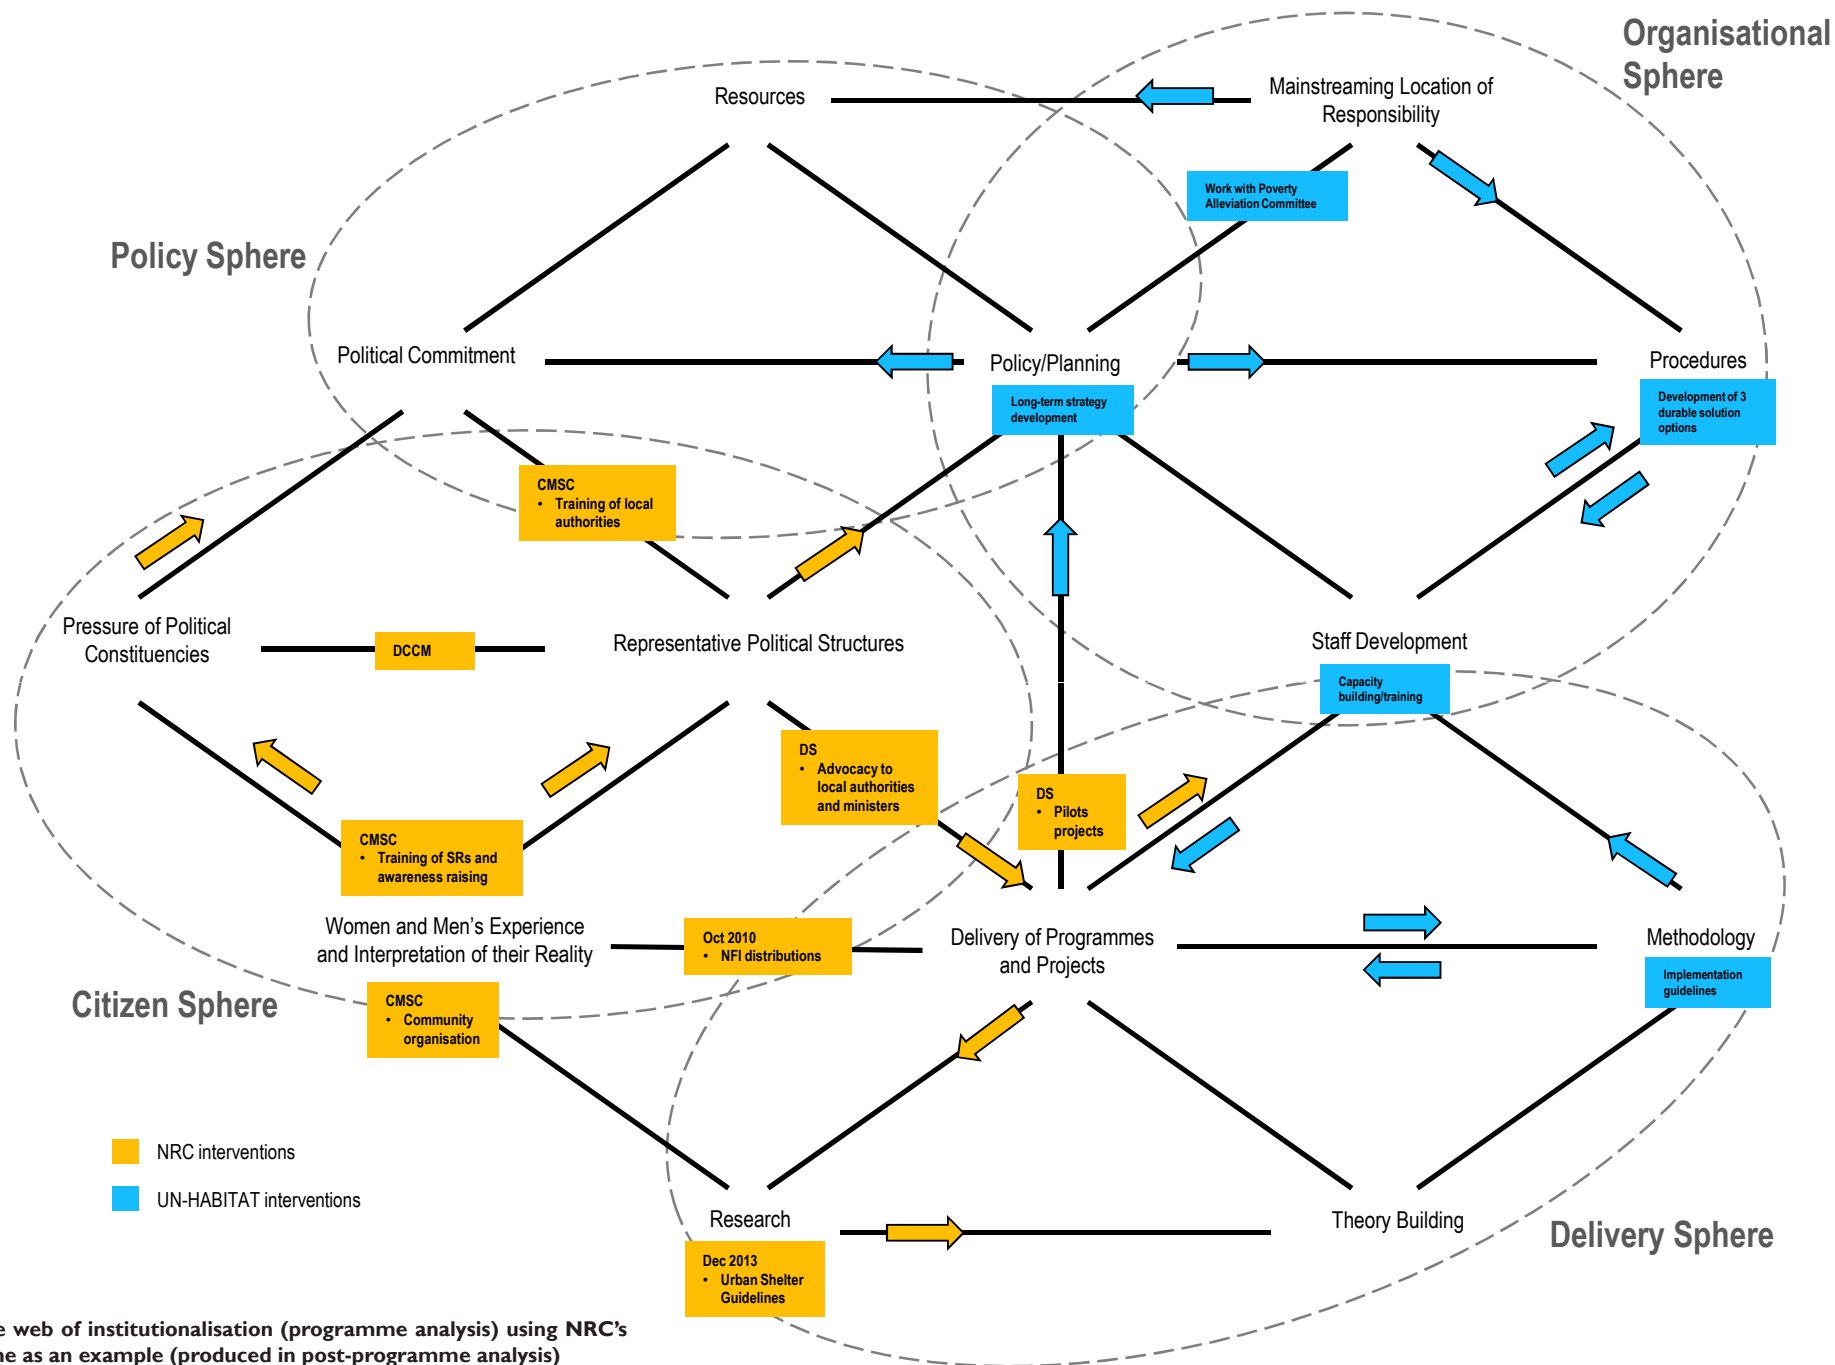 Organisational
Sphere
Resources
Mainstreaming Location of
Responsibility
Work with Poverty
Alleviation Committee
Policy Sphere
Political Commitment
Policy/Planning
Procedures
Long-term strategy
development
Development of 3
durable solution
options
CMSC
• Training of local
authorities
Pressure of Political
Constituencies
DCCM
Representative Political Structures
Staff Development
Capacity
building/training
DS
• Advocacy to
local authorities
and ministers
DS
• Pilots
projects
CMSC
• Training of SRs and
awareness raising
Women and Men's Experience
and Interpretation of their Reality
Oct 2010
• NFI distributions
Delivery of Programmes
and Projects
Methodology
Implementation
guidelines
Citizen Sphere
CMSC
• Community
organisation
NRC interventions
UN-HABITAT interventions
Research
Theory Building
Delivery Sphere
Dec 2013
• Urban Shelter
Guidelines
web of institutionalisation (programme analysis) using NRC's
as an example (produced in post-programme analysis)